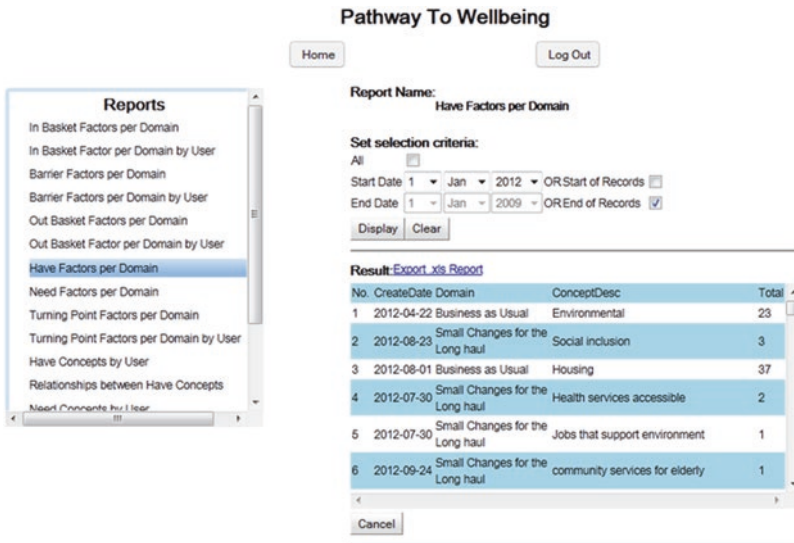 Pathway To Wellbeing
Home
Log Out
Reports
In Basket Factors per Domain
In Basket Factor per Domain by User
Barrier Factors per Domain
Barrier Factors per Domain by User
Out Basket Factors per Domain
Out Basket Factor per Domain by User
Have Factors per Domain
Need Factors per Domain
Turning Point Factors per Domain
Turning Point Factors per Domain by User
Have Concepts by User
Relationships between Have Concepts
Need Concepts by User
Report Name:
Have Factors per Domain
Set selection criteria:
All
Start Date 1 Jan 2012 OR Start of Records
End Date 1 Jan 2009 OR End of Records
Display Clear
Result: Export .xls Report
No. CreateDate Domain ConceptDesc Total
1 2012-04-22 Business as Usual Environmental 23
2 2012-08-23 Small Changes for the Long haul Social inclusion 3
3 2012-08-01 Business as Usual Housing 37
4 2012-07-30 Small Changes for the Long haul Health services accessible 2
5 2012-07-30 Small Changes for the Long haul Jobs that support environment 1
6 2012-09-24 Small Changes for the Long haul community services for elderly 1
Cancel